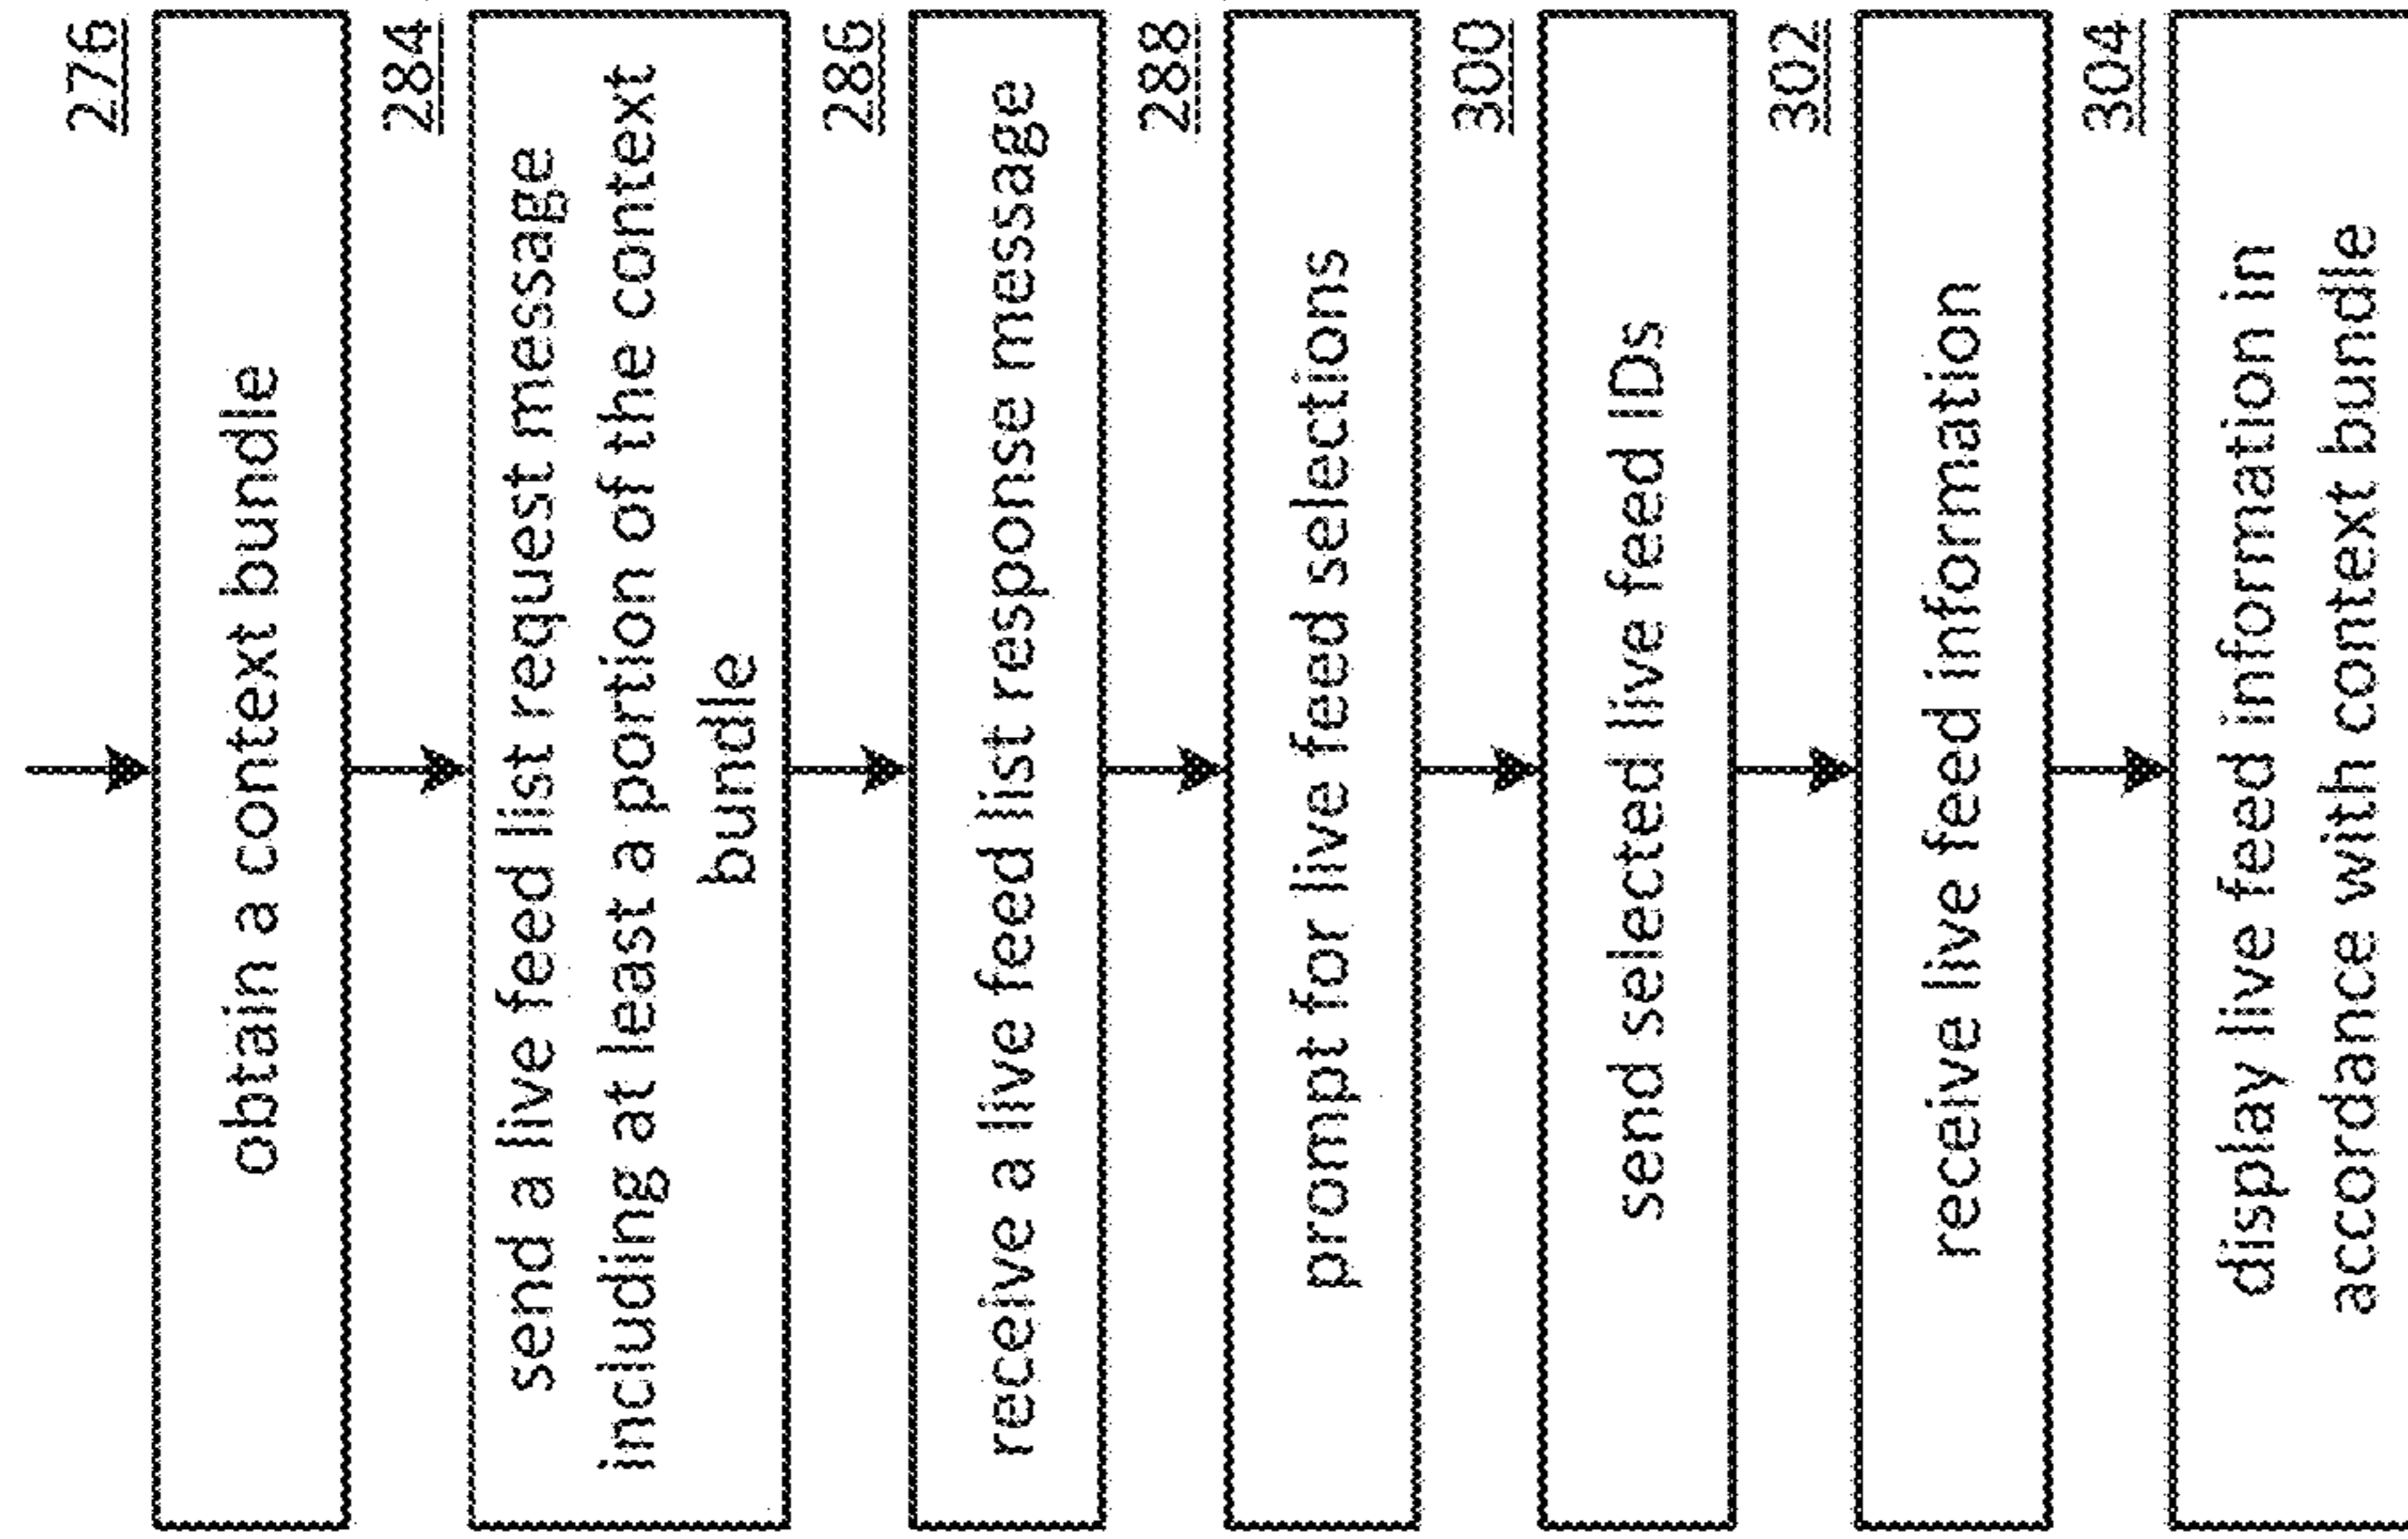 276
obtain a context bundle
284
send a live feed list request message
including at least a portion of the context
bundle
286
receive a live feed list response message
288
prompt for live feed selections
300
send selected live feed IDs
302
receive live feed information
304
display live feed information in
accordance with context bundle